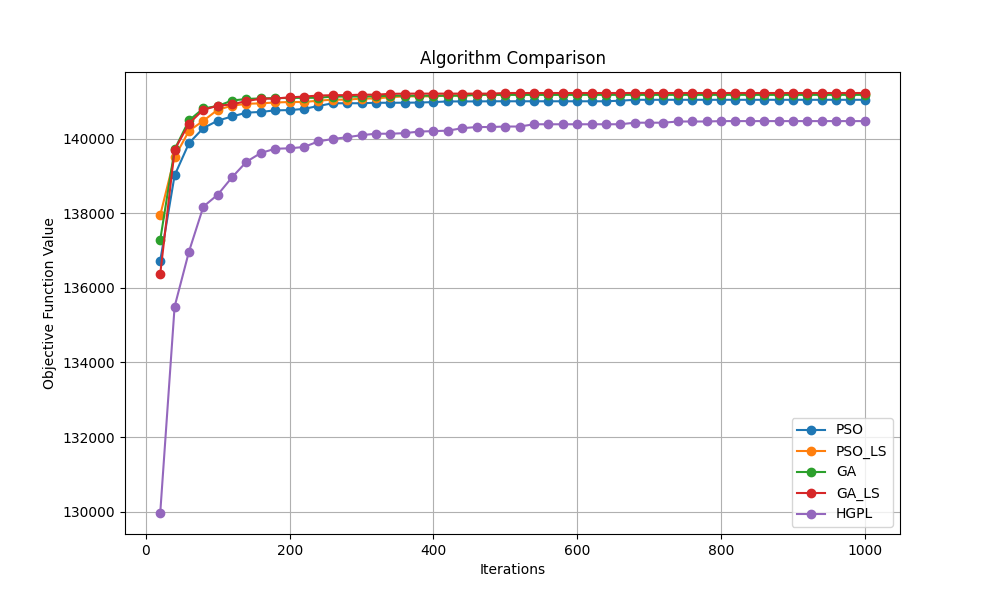 Algorithm Comparison
Objective Function Value
140000
138000
136000
134000
132000
130000
0
200
400
600
800
1000
Iterations
PSO
PSO_LS
GA
GA_LS
HGPL